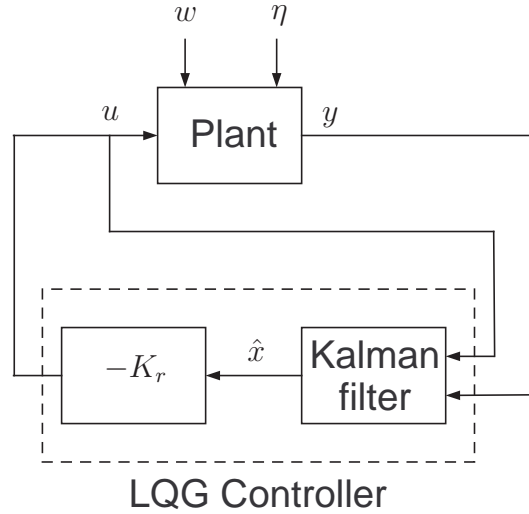 w η
u Plant y
−K_r x̂ Kalman
filter
LQG Controller